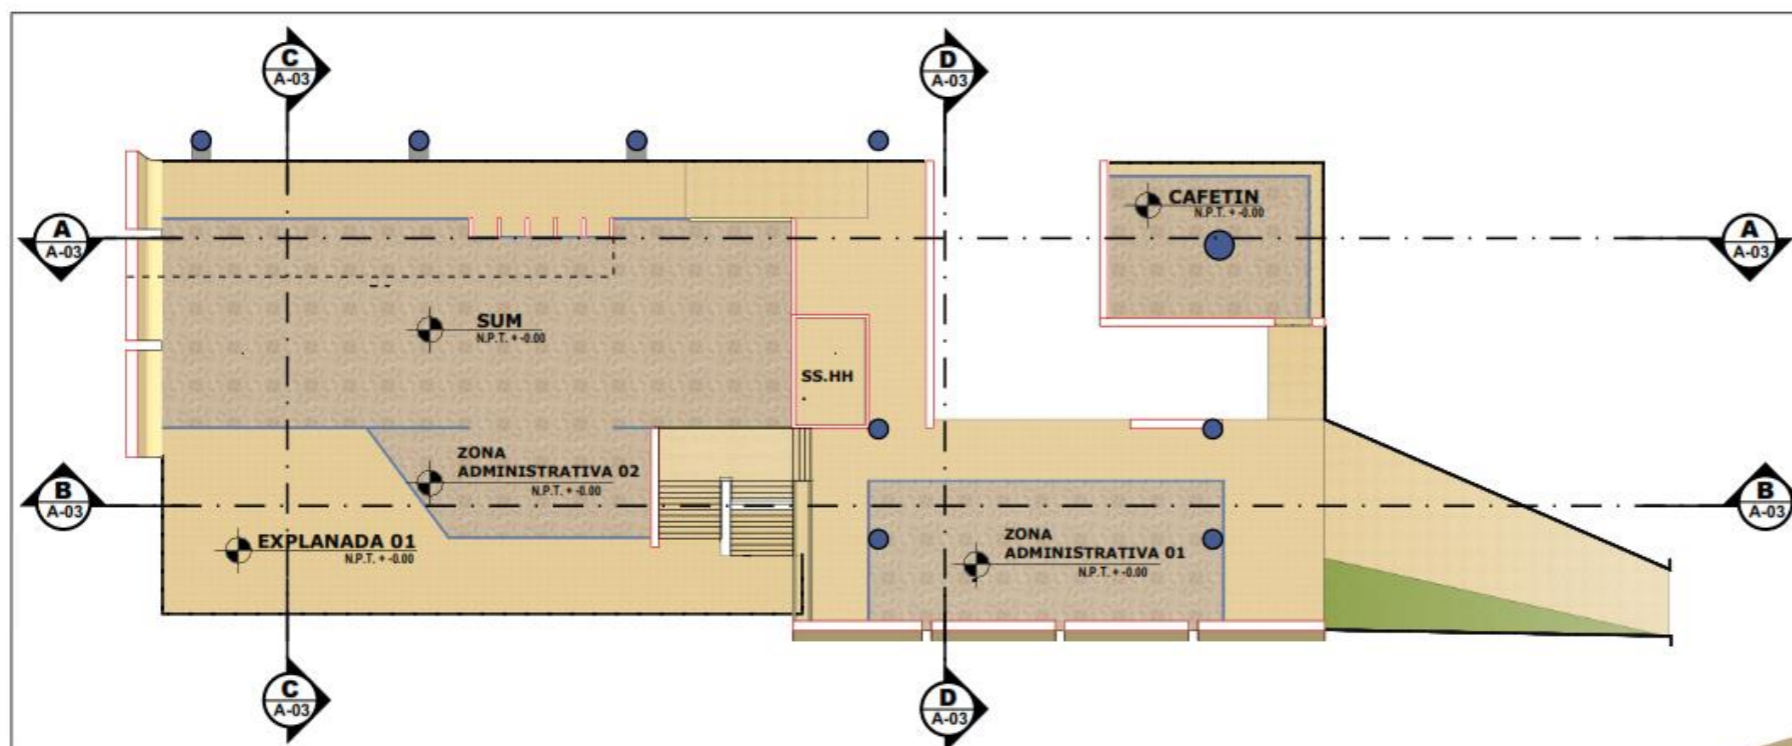 C
A-03
D
A-03
CAFETIN
N.P.T. + -0.00
A
A-03
A
A-03
SUM
N.P.T. + -0.00
SS.HH
ZONA
ADMINISTRATIVA 02
N.P.T. + -0.00
B
A-03
B
A-03
EXPLANADA 01
N.P.T. + -0.00
ZONA
ADMINISTRATIVA 01
N.P.T. + -0.00
C
A-03
D
A-03